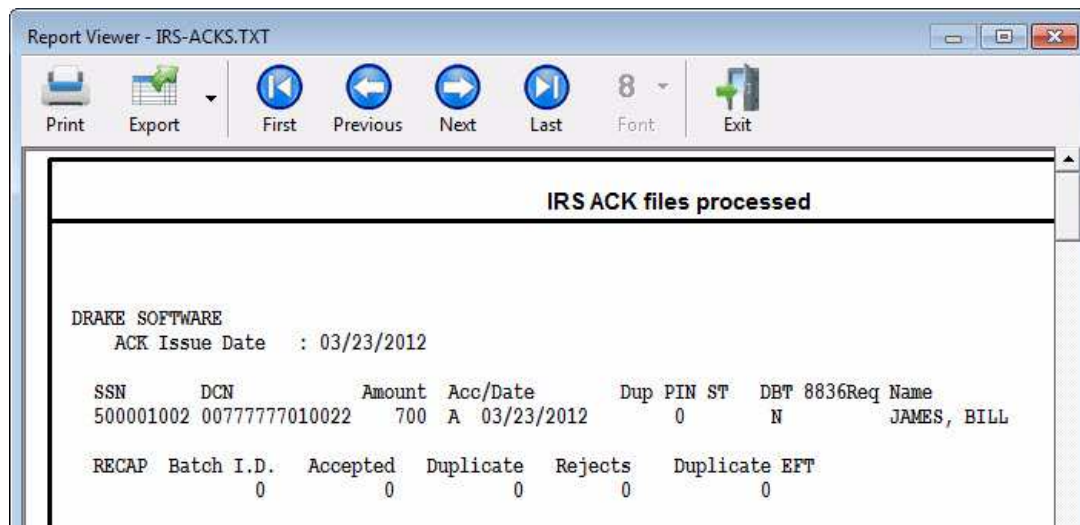 Report Viewer - IRS-ACKS.TXT
Print Export First Previous Next Last 8 Font Exit
IRS ACK files processed
DRAKE SOFTWARE
ACK Issue Date : 03/23/2012
SSN DCN Amount Acc/Date Dup PIN ST DBT 8836Req Name
500001002 00777777010022 700 A 03/23/2012 0 N JAMES, BILL
RECAP Batch I.D. Accepted Duplicate Rejects Duplicate EFT
0 0 0 0 0